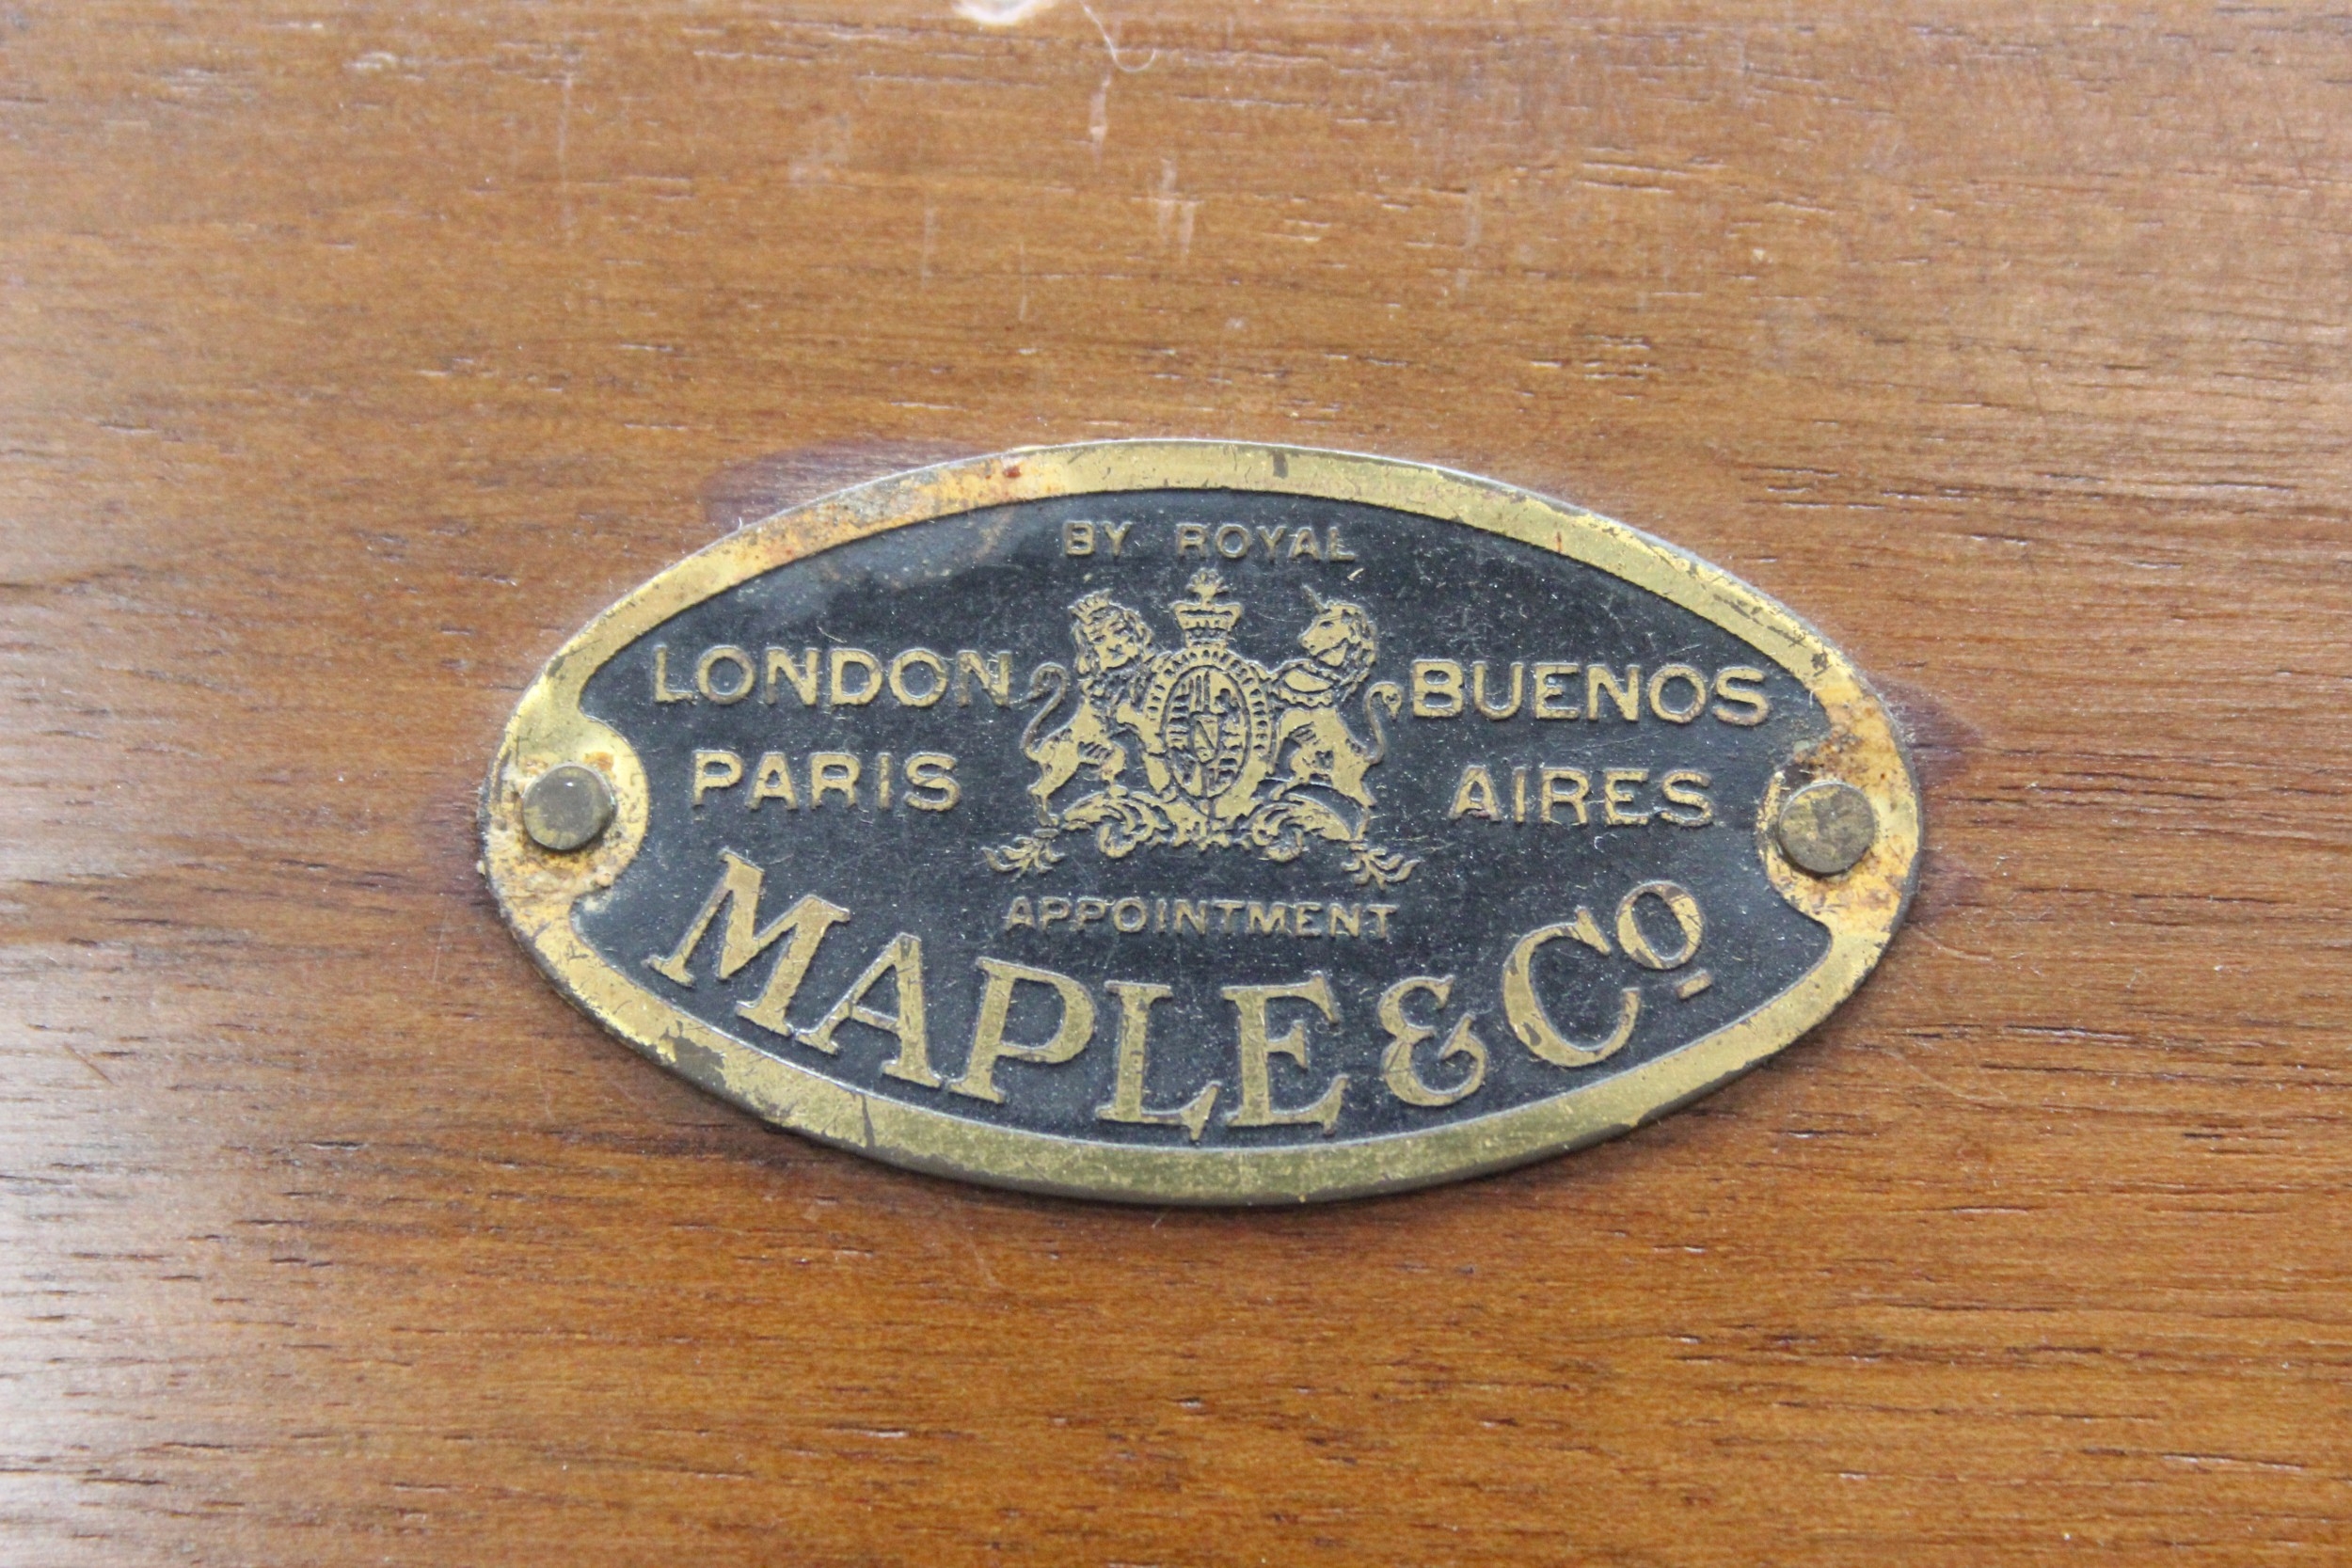 BY ROYAL
LONDON BUENOS
PARIS AIRES
APPOINTMENT
MAPLE & Cº